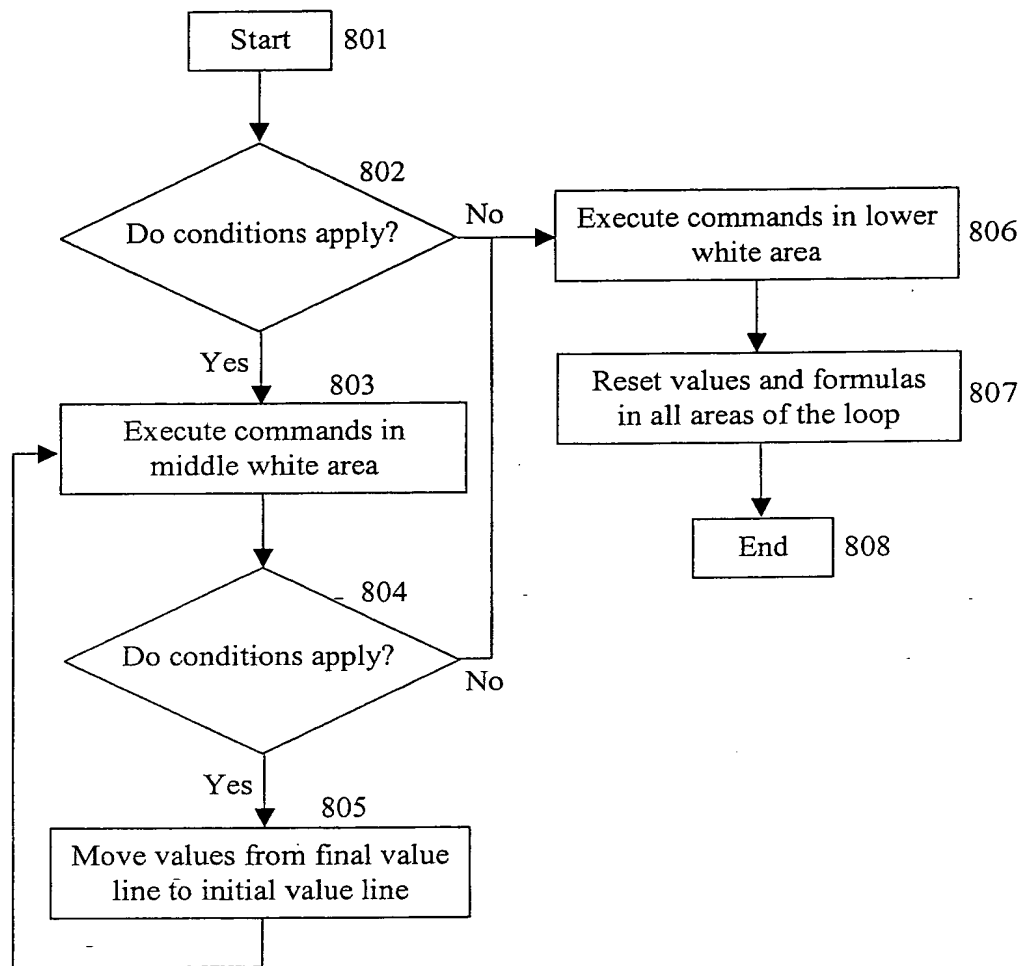 Start 801
802
Do conditions apply?
No
Execute commands in lower
white area
806
Yes
803
Execute commands in
middle white area
Reset values and formulas
in all areas of the loop
807
End 808
804
Do conditions apply?
No
Yes
805
Move values from final value
line to initial value line